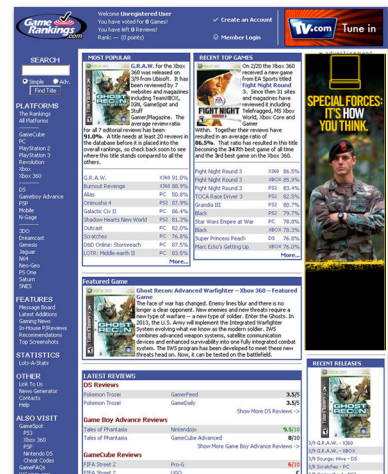 Game
Rankings
.com
Welcome Unregistered User
You have voted for 0 Games!
You have left 0 Reviews!
Rank: -- (0 points)
Create an Account
Member Login
TV.com Tune in
advertisement
SEARCH
Simple Adv.
Find Title
PLATFORMS
The Rankings
All Platforms
GameCube
PC
PlayStation 2
PlayStation 3
Revolution
Xbox
Xbox 360
DS
Gameboy Advance
PSP
Mobile
N-Gage
3DO
Dreamcast
Genesis
Jaguar
N64
Neo-Geo
PS One
Saturn
SNES
FEATURES
Message Board
Latest Additions
Gaming News
In-House P/Reviews
Recommendations
Top Screenshots
STATISTICS
Lots-A-Stats
OTHER
Link To Us
News Generator
Contacts
Help
ALSO VISIT
GameSpot
PS3
Xbox 360
PSP
Nintendo DS
Cheat Codes
GameFAQs
MOST POPULAR
G.R.A.W. for the Xbox
360 was released on
3/9 from Ubisoft. It has
been reviewed by 7
websites and magazines
including TeamXBOX,
IGN, GameSpot and
Stuff
Gamer/Magazine. The
average review ratio
for all 7 editorial reviews has been
91.0%. A title needs at least 20 reviews in
the database before it is placed into the
overall rankings, so check back soon to see
where this title stands compared to all the
others.
G.R.A.W. X360 91.0%
Burnout Revenge X360 88.9%
Alias PC 50.8%
Onimusha 4 PS2 87.9%
Galactic Civ II PC 86.4%
Shadow Hearts New World PS2 81.3%
Outcast PC 82.0%
Scratches PC 76.8%
D&D Online: Stormreach PC 87.5%
LOTR: Middle-earth II PC 83.5%
More...
RECENT TOP GAMES
On 2/20 the Xbox 360
received a new game
from EA Sports titled
Fight Night Round
3. Since then 31 sites
and magazines have
reviewed it including
Telefragged, MS Xbox
World, Xbox Core and
Gamer
Within. Together their reviews have
resulted in an average ratio of
86.5%. That ratio has resulted in this title
becoming the 347th best game of all time
and the 3rd best game on the Xbox 360.
Fight Night Round 3 X360 86.5%
Fight Night Round 3 XBOX 85.9%
Fight Night Round 3 PS2 83.4%
TOCA Race Driver 3 PS2 82.5%
Grandia III PS2 80.7%
Black PS2 79.7%
Star Wars Empire at War PC 78.8%
Black XBOX 78.3%
Super Princess Peach DS 76.8%
Marc Ecko's Getting Up XBOX 76.0%
More...
SPECIAL FORCES:
IT'S HOW
YOU THINK.
Featured Game
Ghost Recon: Advanced Warfighter - Xbox 360 - Featured
Game
The face of war has changed. Enemy lines blur and there is no
longer a clear opponent. New enemies and new threats require a
new type of warfare -- a new type of soldier. Enter the Ghosts. In
2013, the U.S. Army will implement the Integrated Warfighter
System evolving what we know as the modern soldier. IWS
combines advanced weapon systems, satellite communication
devices and enhanced survivability into one fully integrated combat
system. The IWS program has been developed to meet these new
threats head on. Now, it can be tested on the battlefield.
LATEST REVIEWS
DS Reviews
Pokemon Trozei GamerFeed 3.5/5
Pokemon Trozei GameDaily 3.5/5
Show More DS Reviews ->
Game Boy Advance Reviews
Tales of Phantasia Nintendojo 9.5/10
Tales of Phantasia GameCube Advanced 8/10
Show More Game Boy Advance Reviews ->
GameCube Reviews
FIFA Street 2 Pro-G 6/10
FIFA Street 2 UGO
RECENT RELEASES
3/9 G.R.A.W. - X360
3/9 G.R.A.W. - XBOX
3/9 Scurge: Hive - DS
3/8 Scratches - PC